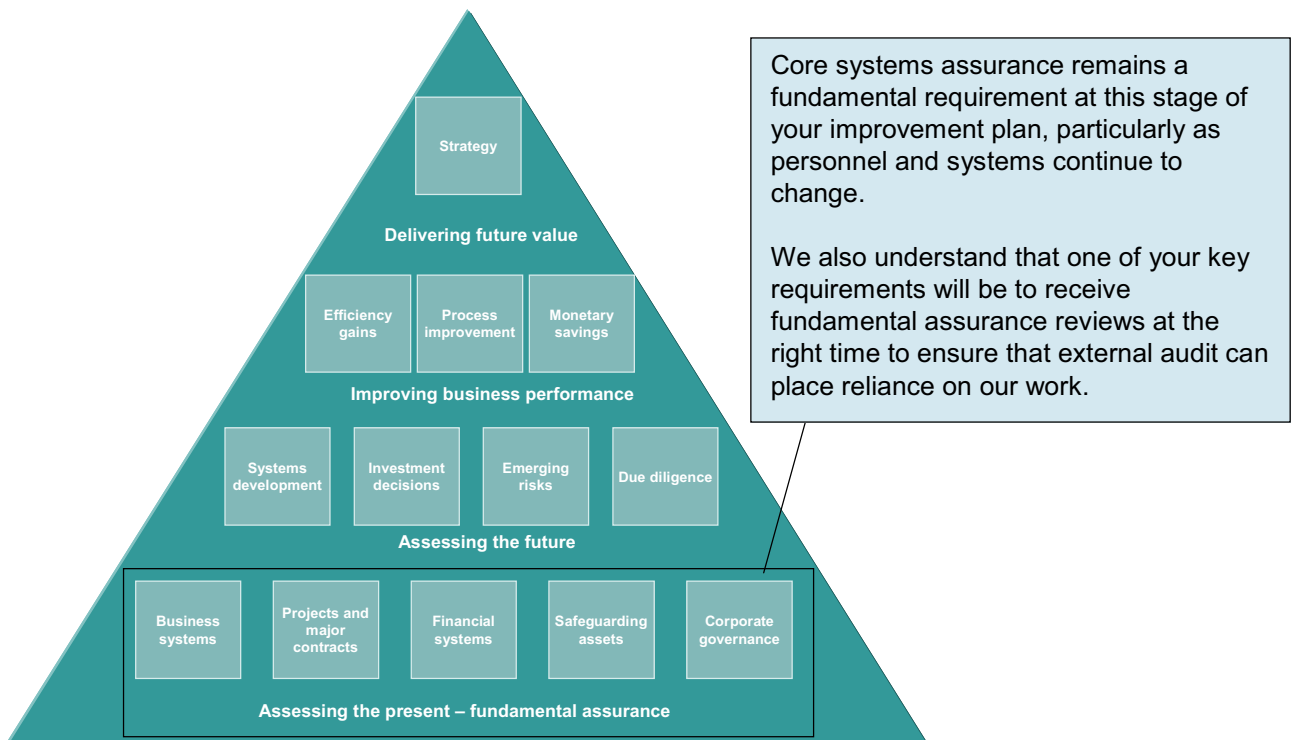 Strategy
Delivering future value
Efficiency
gains
Process
improvement
Monetary
savings
Improving business performance
Systems
development
Investment
decisions
Emerging
risks
Due diligence
Assessing the future
Business
systems
Projects and
major
contracts
Financial
systems
Safeguarding
assets
Corporate
governance
Assessing the present – fundamental assurance
Core systems assurance remains a
fundamental requirement at this stage of
your improvement plan, particularly as
personnel and systems continue to
change.
We also understand that one of your key
requirements will be to receive
fundamental assurance reviews at the
right time to ensure that external audit can
place reliance on our work.